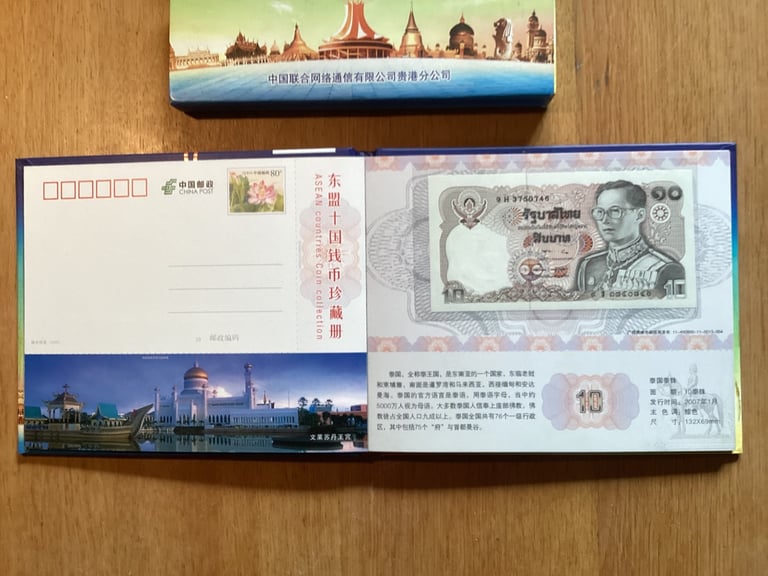 中国联合网络通信有限公司贵港分公司
中国邮政
CHINA POST
80分
东盟十国钱币珍藏册
ASEAN countries Coin collection
邮政编码
文莱苏丹王宫
9H 3750746
๑๐
รัฐบาลไทย
สิบบาท
10
10
泰国，全称泰王国，是东南亚的一个国家，东临老挝
和柬埔寨，南面是暹罗湾和马来西亚，西接缅甸和安达
曼海。泰国的官方语言是泰语，用泰语字母，当中约
5000万人视为母语，大多数泰国人信奉上座部佛教，佛
教徒占全国人口九成以上。泰国全国共有76个一级行政
区，其中包括75个“府”与首都曼谷。
10
泰国泰铢
面 额：10泰铢
发行时间：2007年1月
主 色 调：棕色
尺 寸：132X69mm